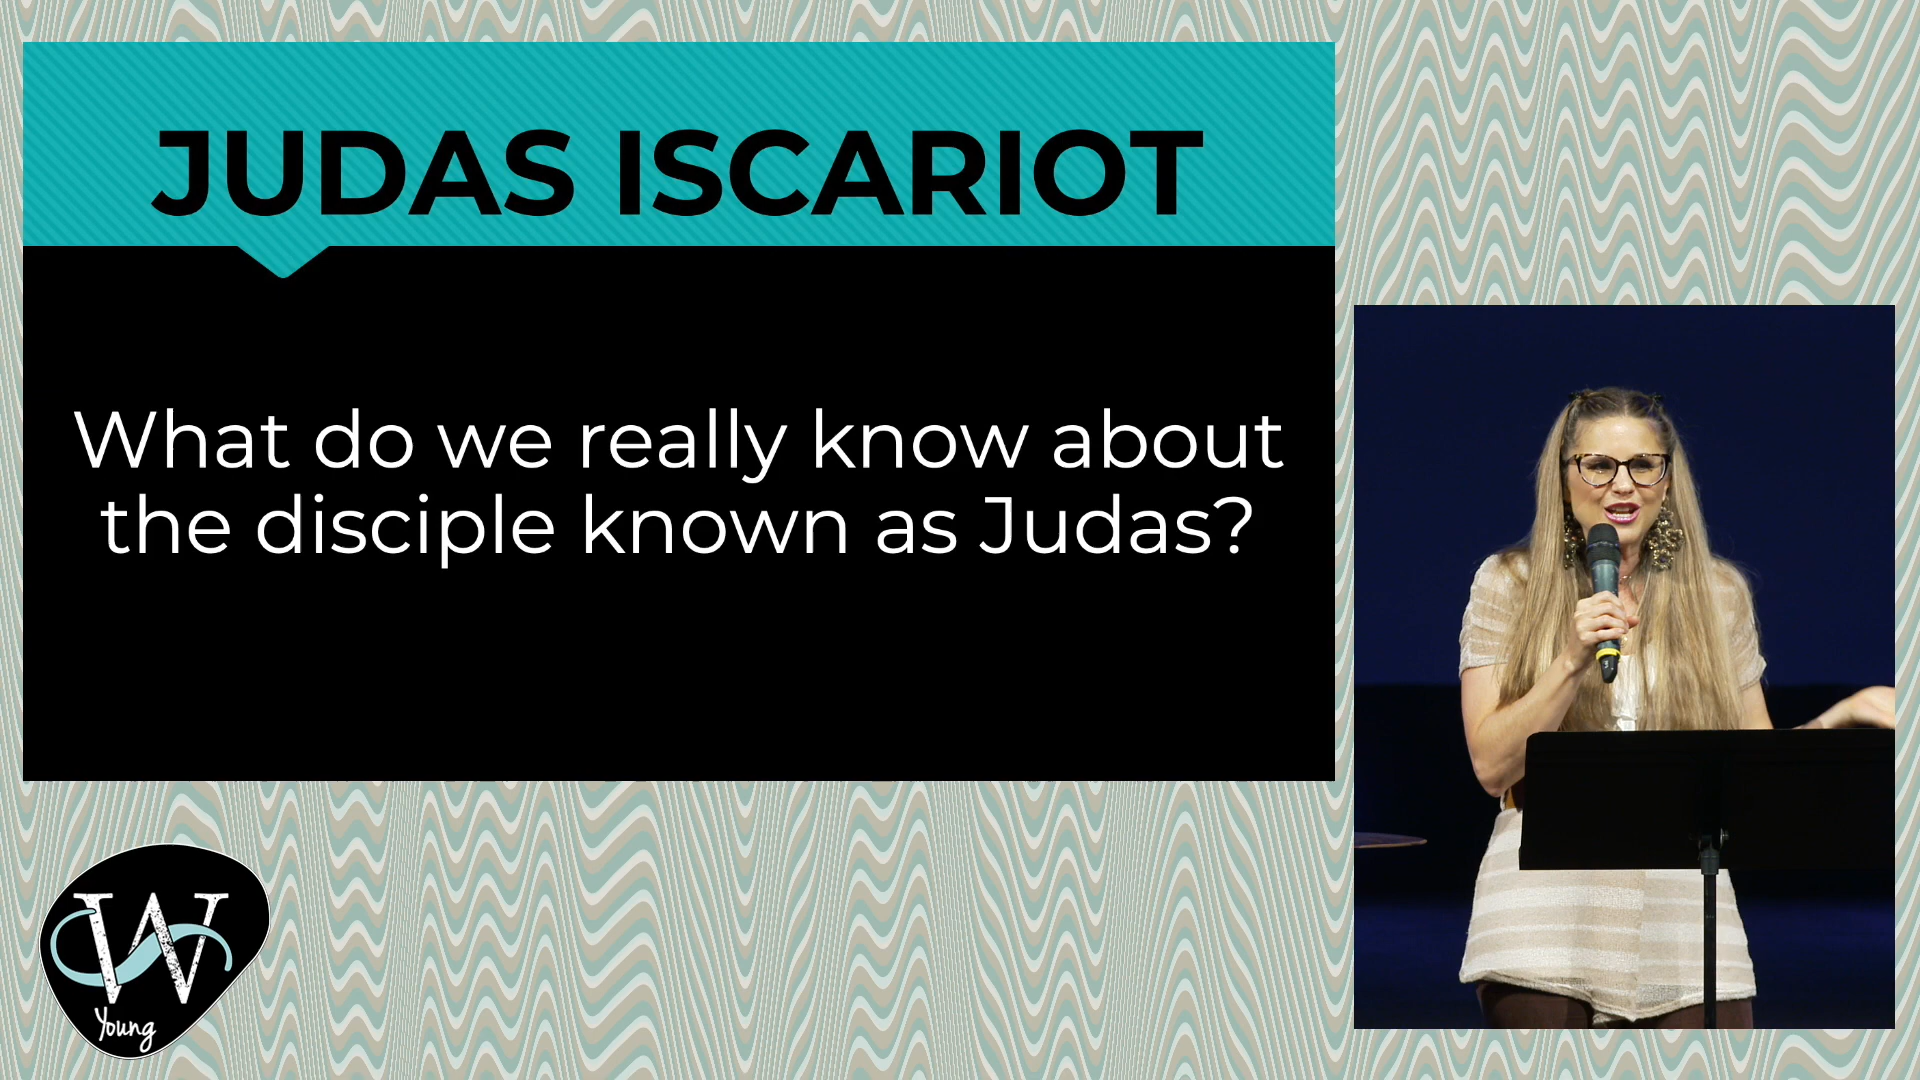 JUDAS ISCARIOT
What do we really know about
the disciple known as Judas?
W
Young